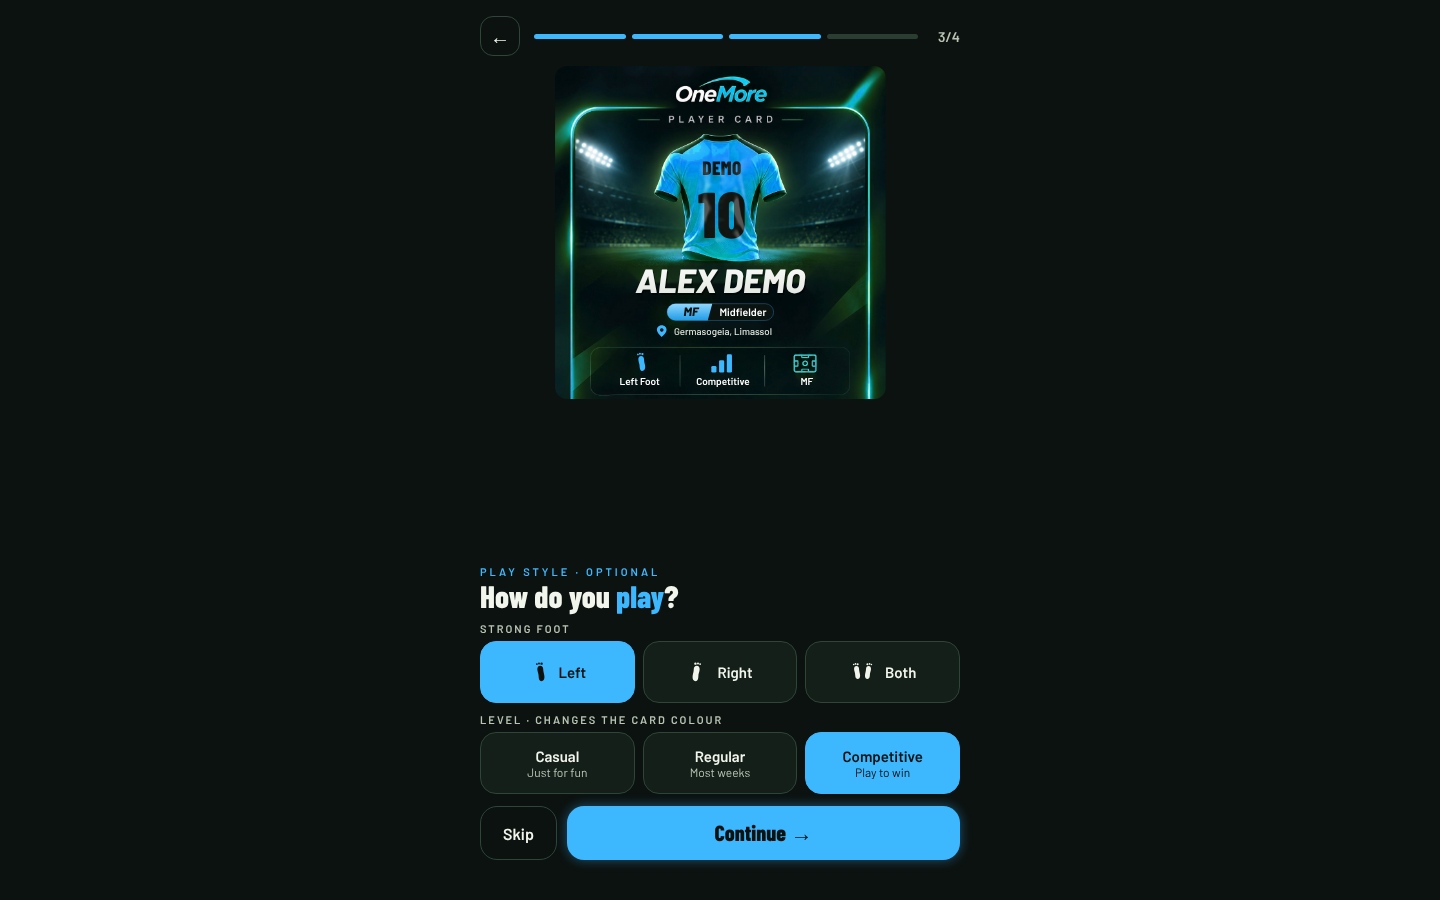 ←
3/4
OneMore
PLAYER CARD
DEMO
10
ALEX DEMO
MF Midfielder
Germasogeia, Limassol
Left Foot Competitive MF
PLAY STYLE · OPTIONAL
How do you play?
STRONG FOOT
Left Right Both
LEVEL · CHANGES THE CARD COLOUR
Casual Regular Competitive
Just for fun Most weeks Play to win
Skip Continue →